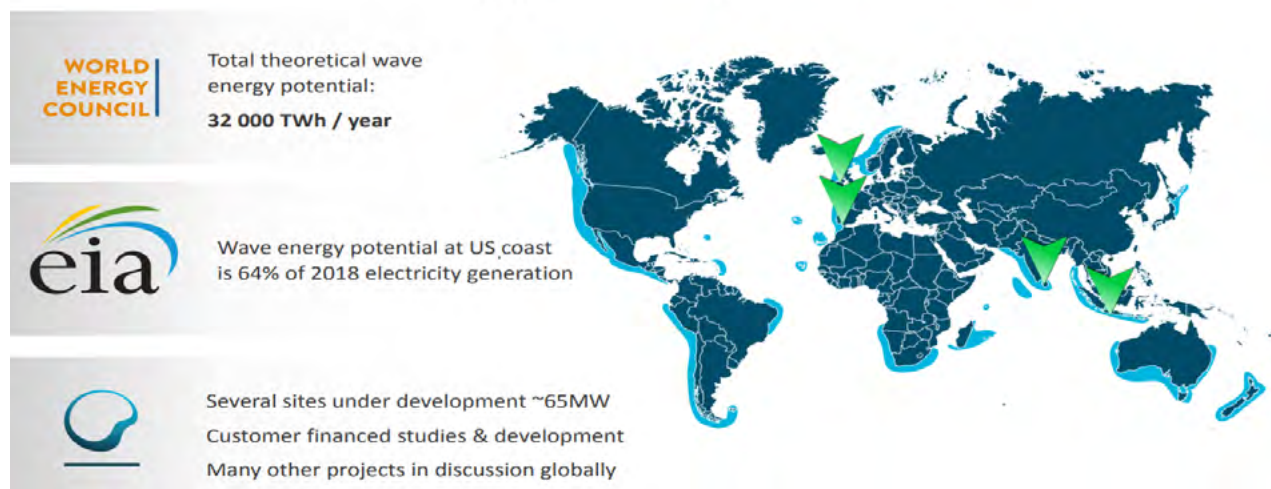 WORLD
ENERGY
COUNCIL
Total theoretical wave
energy potential:
32 000 TWh / year
eia
Wave energy potential at US coast
is 64% of 2018 electricity generation
Several sites under development ~65MW
Customer financed studies & development
Many other projects in discussion globally